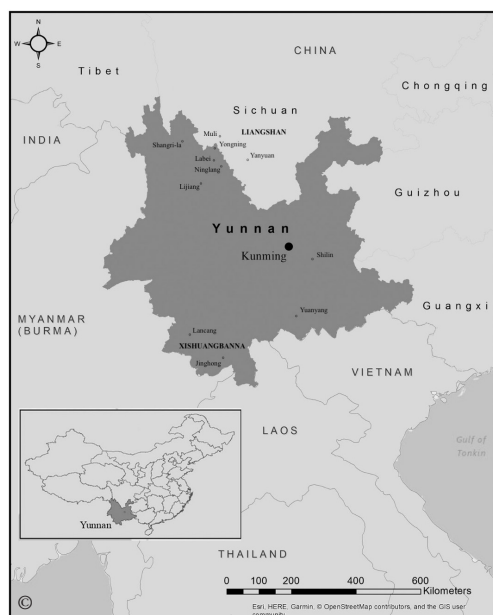 N
W E
S
CHINA
Tibet
Chongqing
Sichuan
INDIA
Muli
LIANGSHAN
Shangri-la
Yongning
Labei
Yanyuan
Ninglang
Lijiang
Guizhou
Yunnan
Kunming
Shilin
Guangxi
Yuanyang
MYANMAR
(BURMA)
Lancang
XISHUANGBANNA
Jinghong
VIETNAM
LAOS
Gulf of
Tonkin
Yunnan
THAILAND
Kilometers
0 50 100 200 400 600
©
Esri, HERE, Garmin, © OpenStreetMap contributors, and the GIS user
community